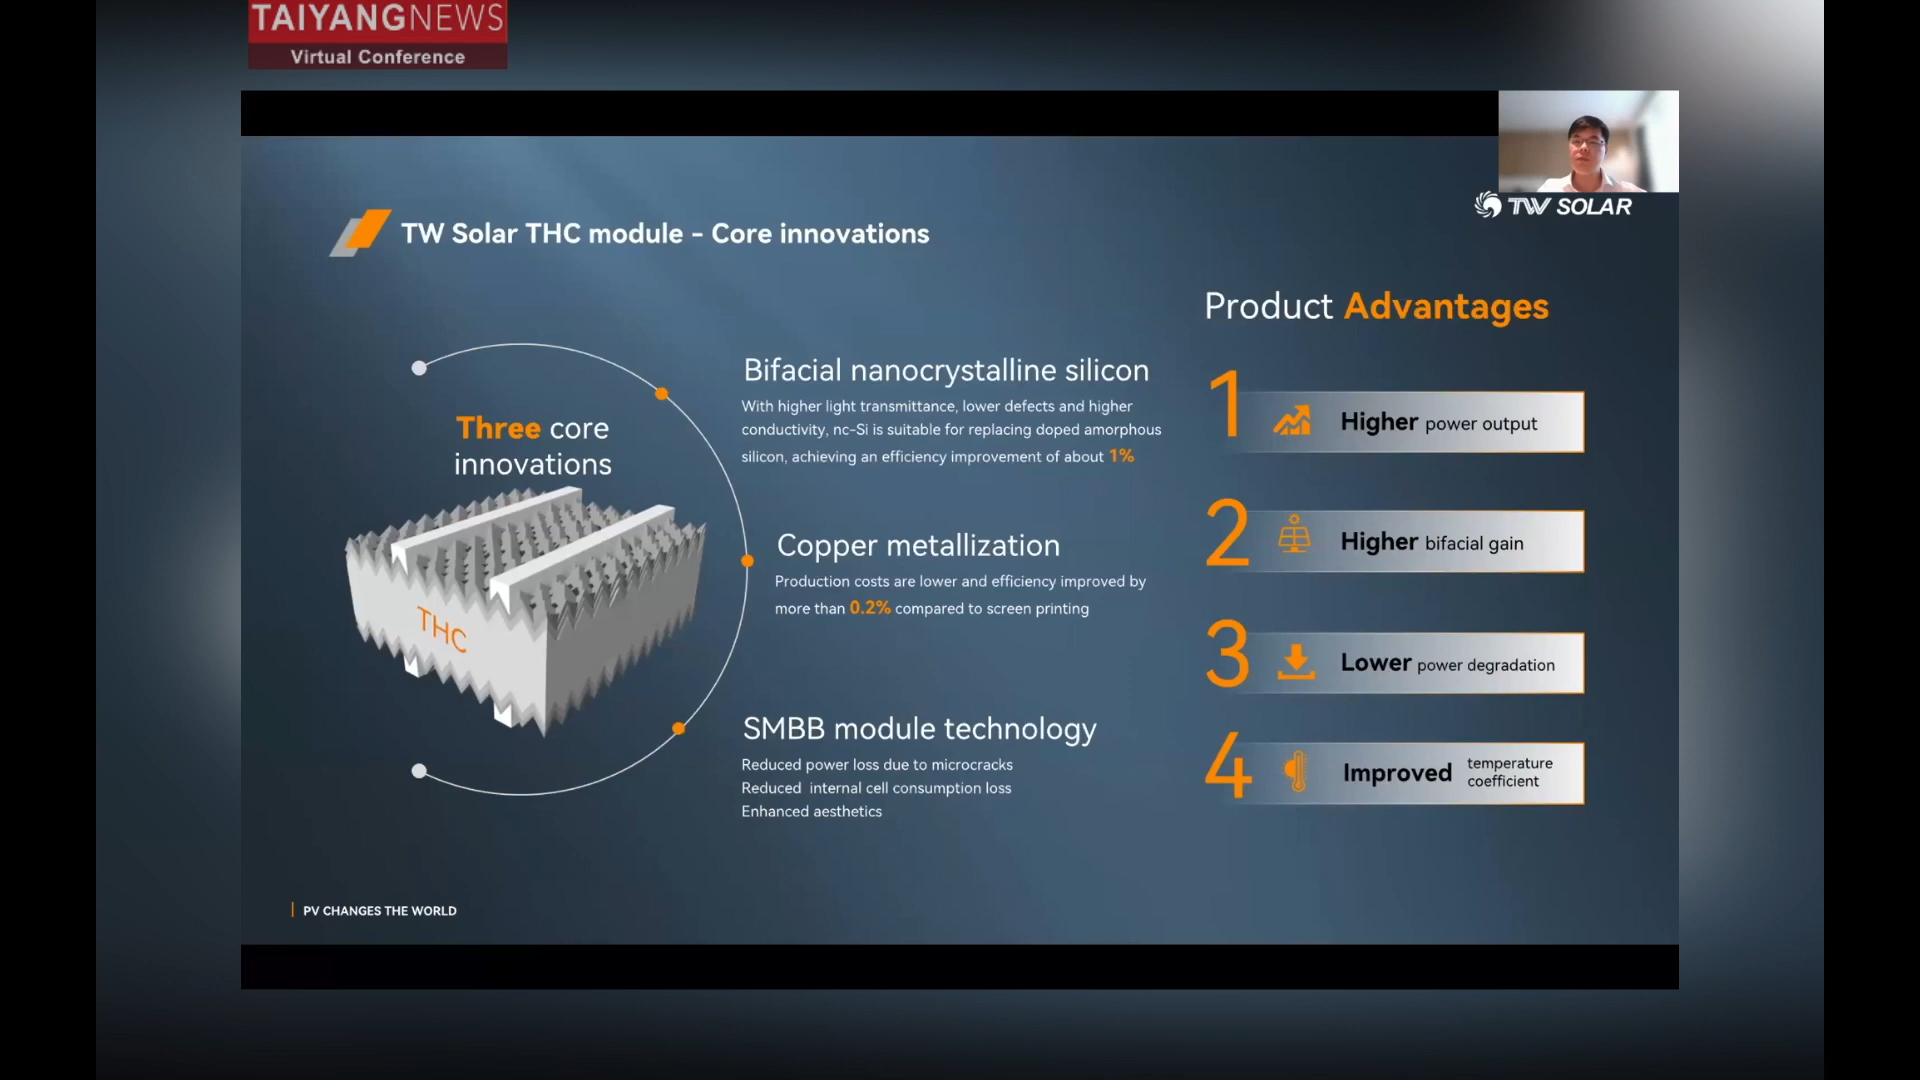 TAIYANGNEWS
Virtual Conference
TW SOLAR
TW Solar THC module - Core innovations
Three core
innovations
THC
Bifacial nanocrystalline silicon
With higher light transmittance, lower defects and higher
conductivity, nc-Si is suitable for replacing doped amorphous
silicon, achieving an efficiency improvement of about 1%
Copper metallization
Production costs are lower and efficiency improved by
more than 0.2% compared to screen printing
SMBB module technology
Reduced power loss due to microcracks
Reduced internal cell consumption loss
Enhanced aesthetics
Product Advantages
1 Higher power output
2 Higher bifacial gain
3 Lower power degradation
4 Improved temperature
coefficient
PV CHANGES THE WORLD